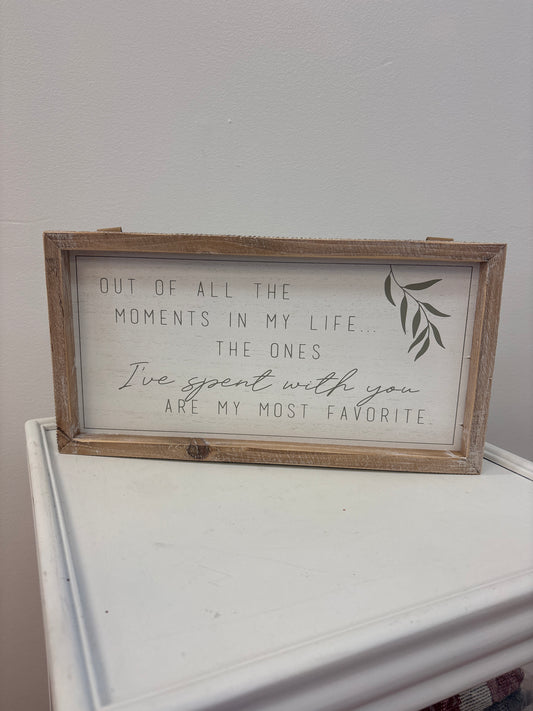 OUT OF ALL THE
MOMENTS IN MY LIFE...
THE ONES
I've spent with you
ARE MY MOST FAVORITE